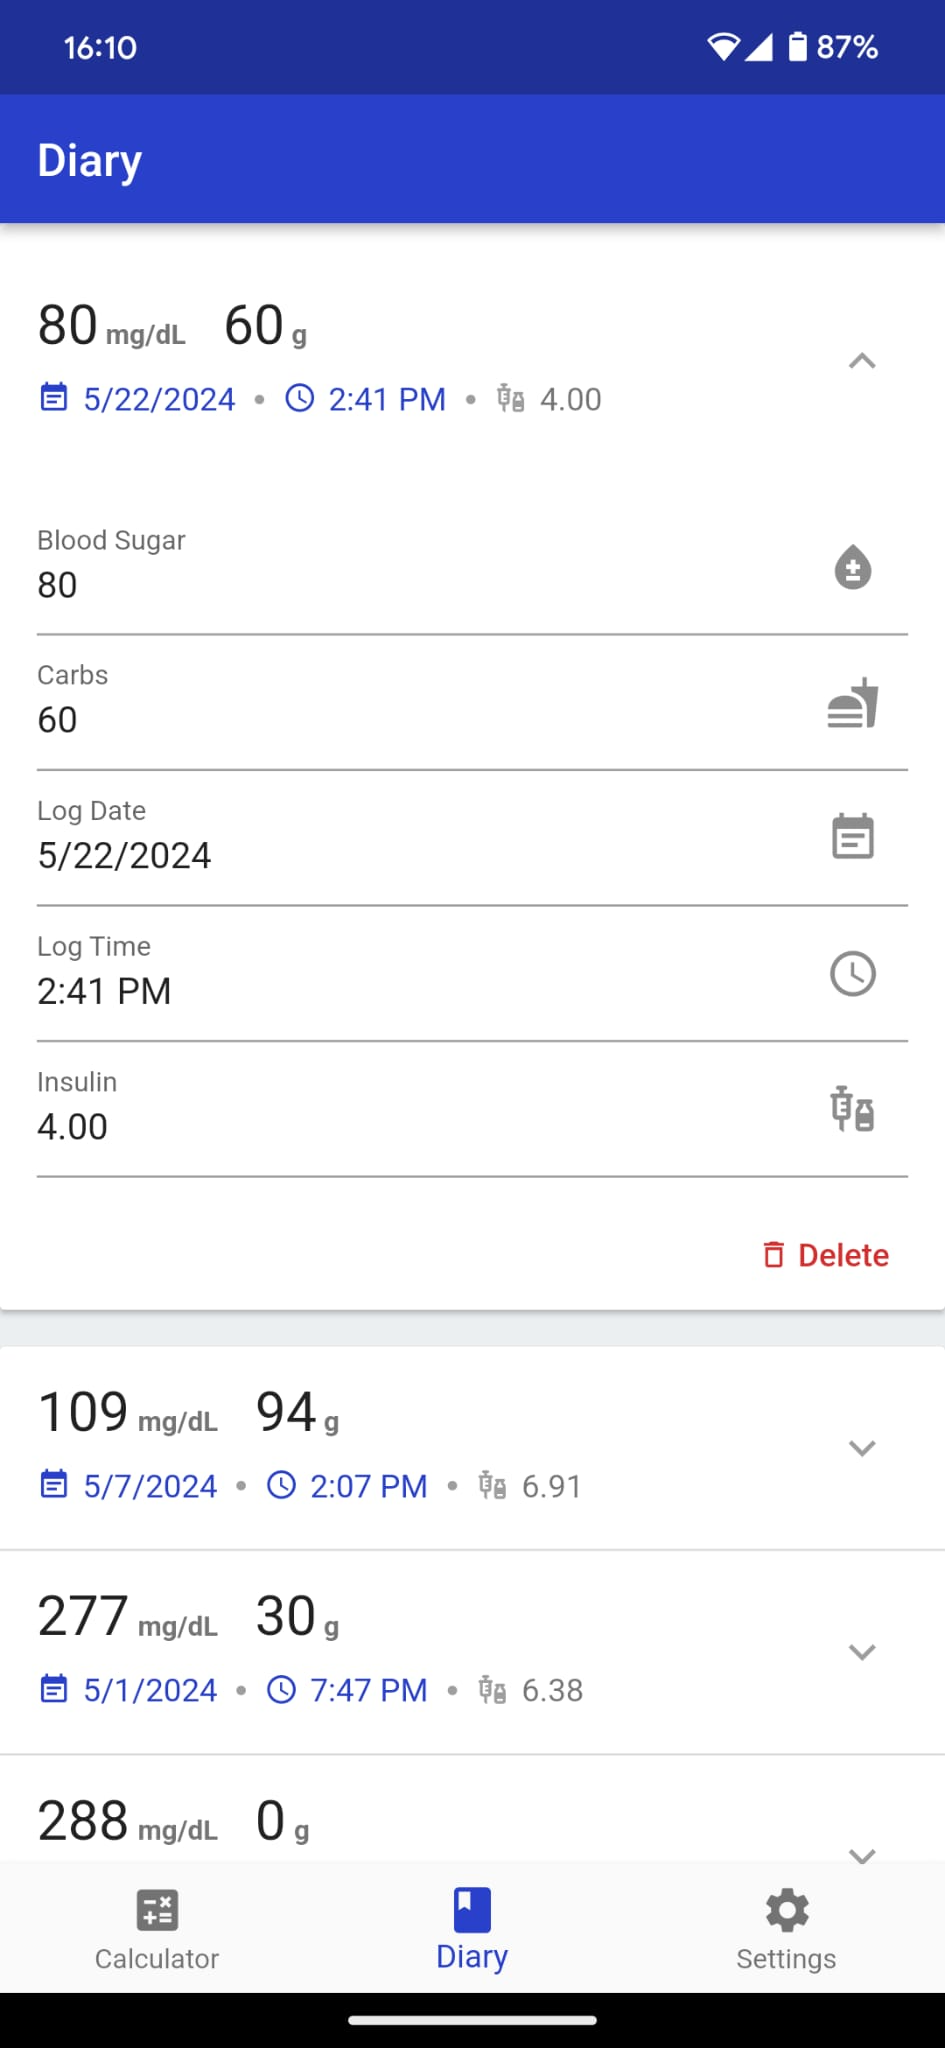 16:10 87%
Diary
80 mg/dL 60 g
5/22/2024 • 2:41 PM • 4.00
Blood Sugar
80
Carbs
60
Log Date
5/22/2024
Log Time
2:41 PM
Insulin
4.00
Delete
109 mg/dL 94 g
5/7/2024 • 2:07 PM • 6.91
277 mg/dL 30 g
5/1/2024 • 7:47 PM • 6.38
288 mg/dL 0 g
Calculator Diary Settings